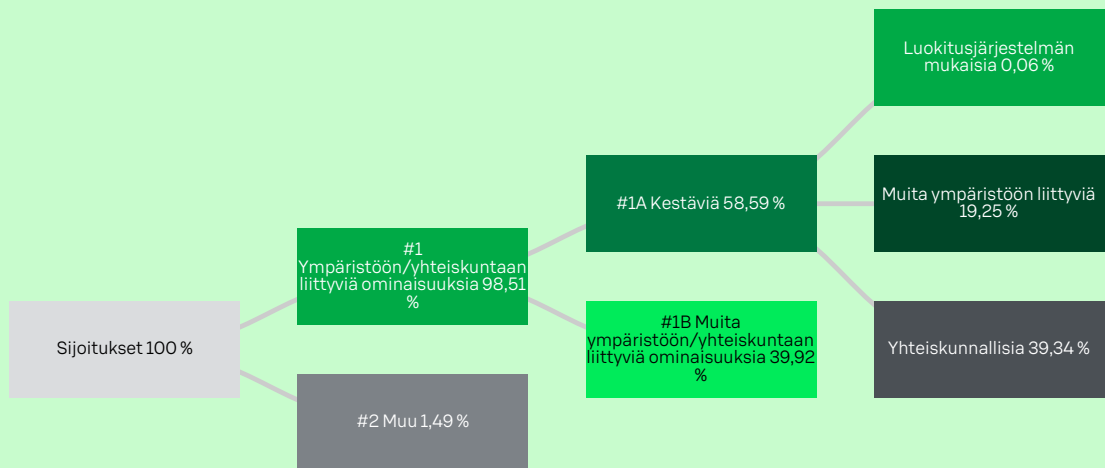 Sijoitukset 100 %
#1
Ympäristöön/yhteiskuntaan
liittyviä ominaisuuksia 98,51
%
#2 Muu 1,49 %
#1A Kestäviä 58,59 %
#1B Muita
ympäristöön/yhteiskuntaan
liittyviä ominaisuuksia 39,92
%
Luokitusjärjestelmän
mukaisia 0,06 %
Muita ympäristöön liittyviä
19,25 %
Yhteiskunnallisia 39,34 %